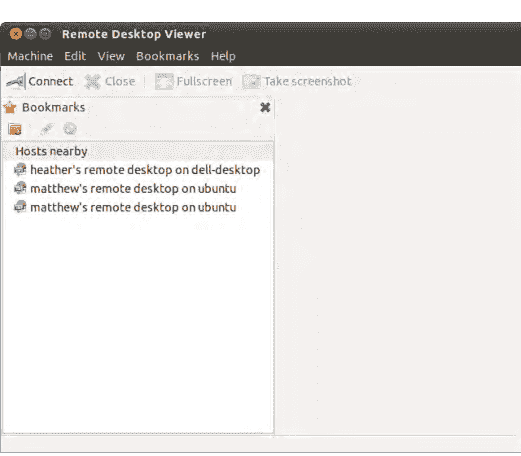 Remote Desktop Viewer
Machine Edit View Bookmarks Help
Connect Close Fullscreen Take screenshot
Bookmarks
Hosts nearby
heather's remote desktop on dell-desktop
matthew's remote desktop on ubuntu
matthew's remote desktop on ubuntu